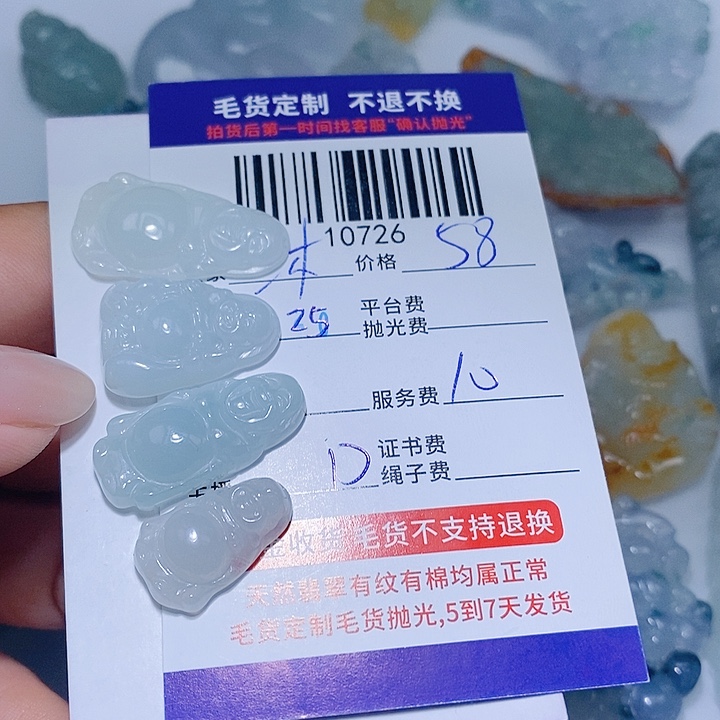 毛货定制 不退不换
拍货后第一时间找客服“确认抛光”
10726
价格 58
25 平台费
抛光费
服务费 10
证书费
绳子费
毛货不支持退换
天然翡翠有纹有棉均属正常
毛货定制毛货抛光,5到7天发货